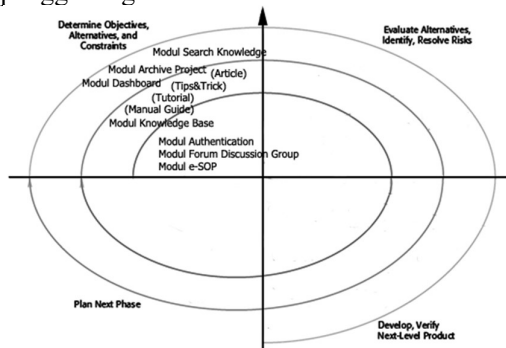 Determine Objectives,
Alternatives, and
Constraints
Evaluate Alternatives,
Identify, Resolve Risks
Modul Search Knowledge
Modul Archive Project (Article)
Modul Dashboard (Tips&Trick)
(Tutorial)
(Manual Guide)
Modul Knowledge Base
Modul Authentication
Modul Forum Discussion Group
Modul e-SOP
Plan Next Phase
Develop, Verify
Next-Level Product